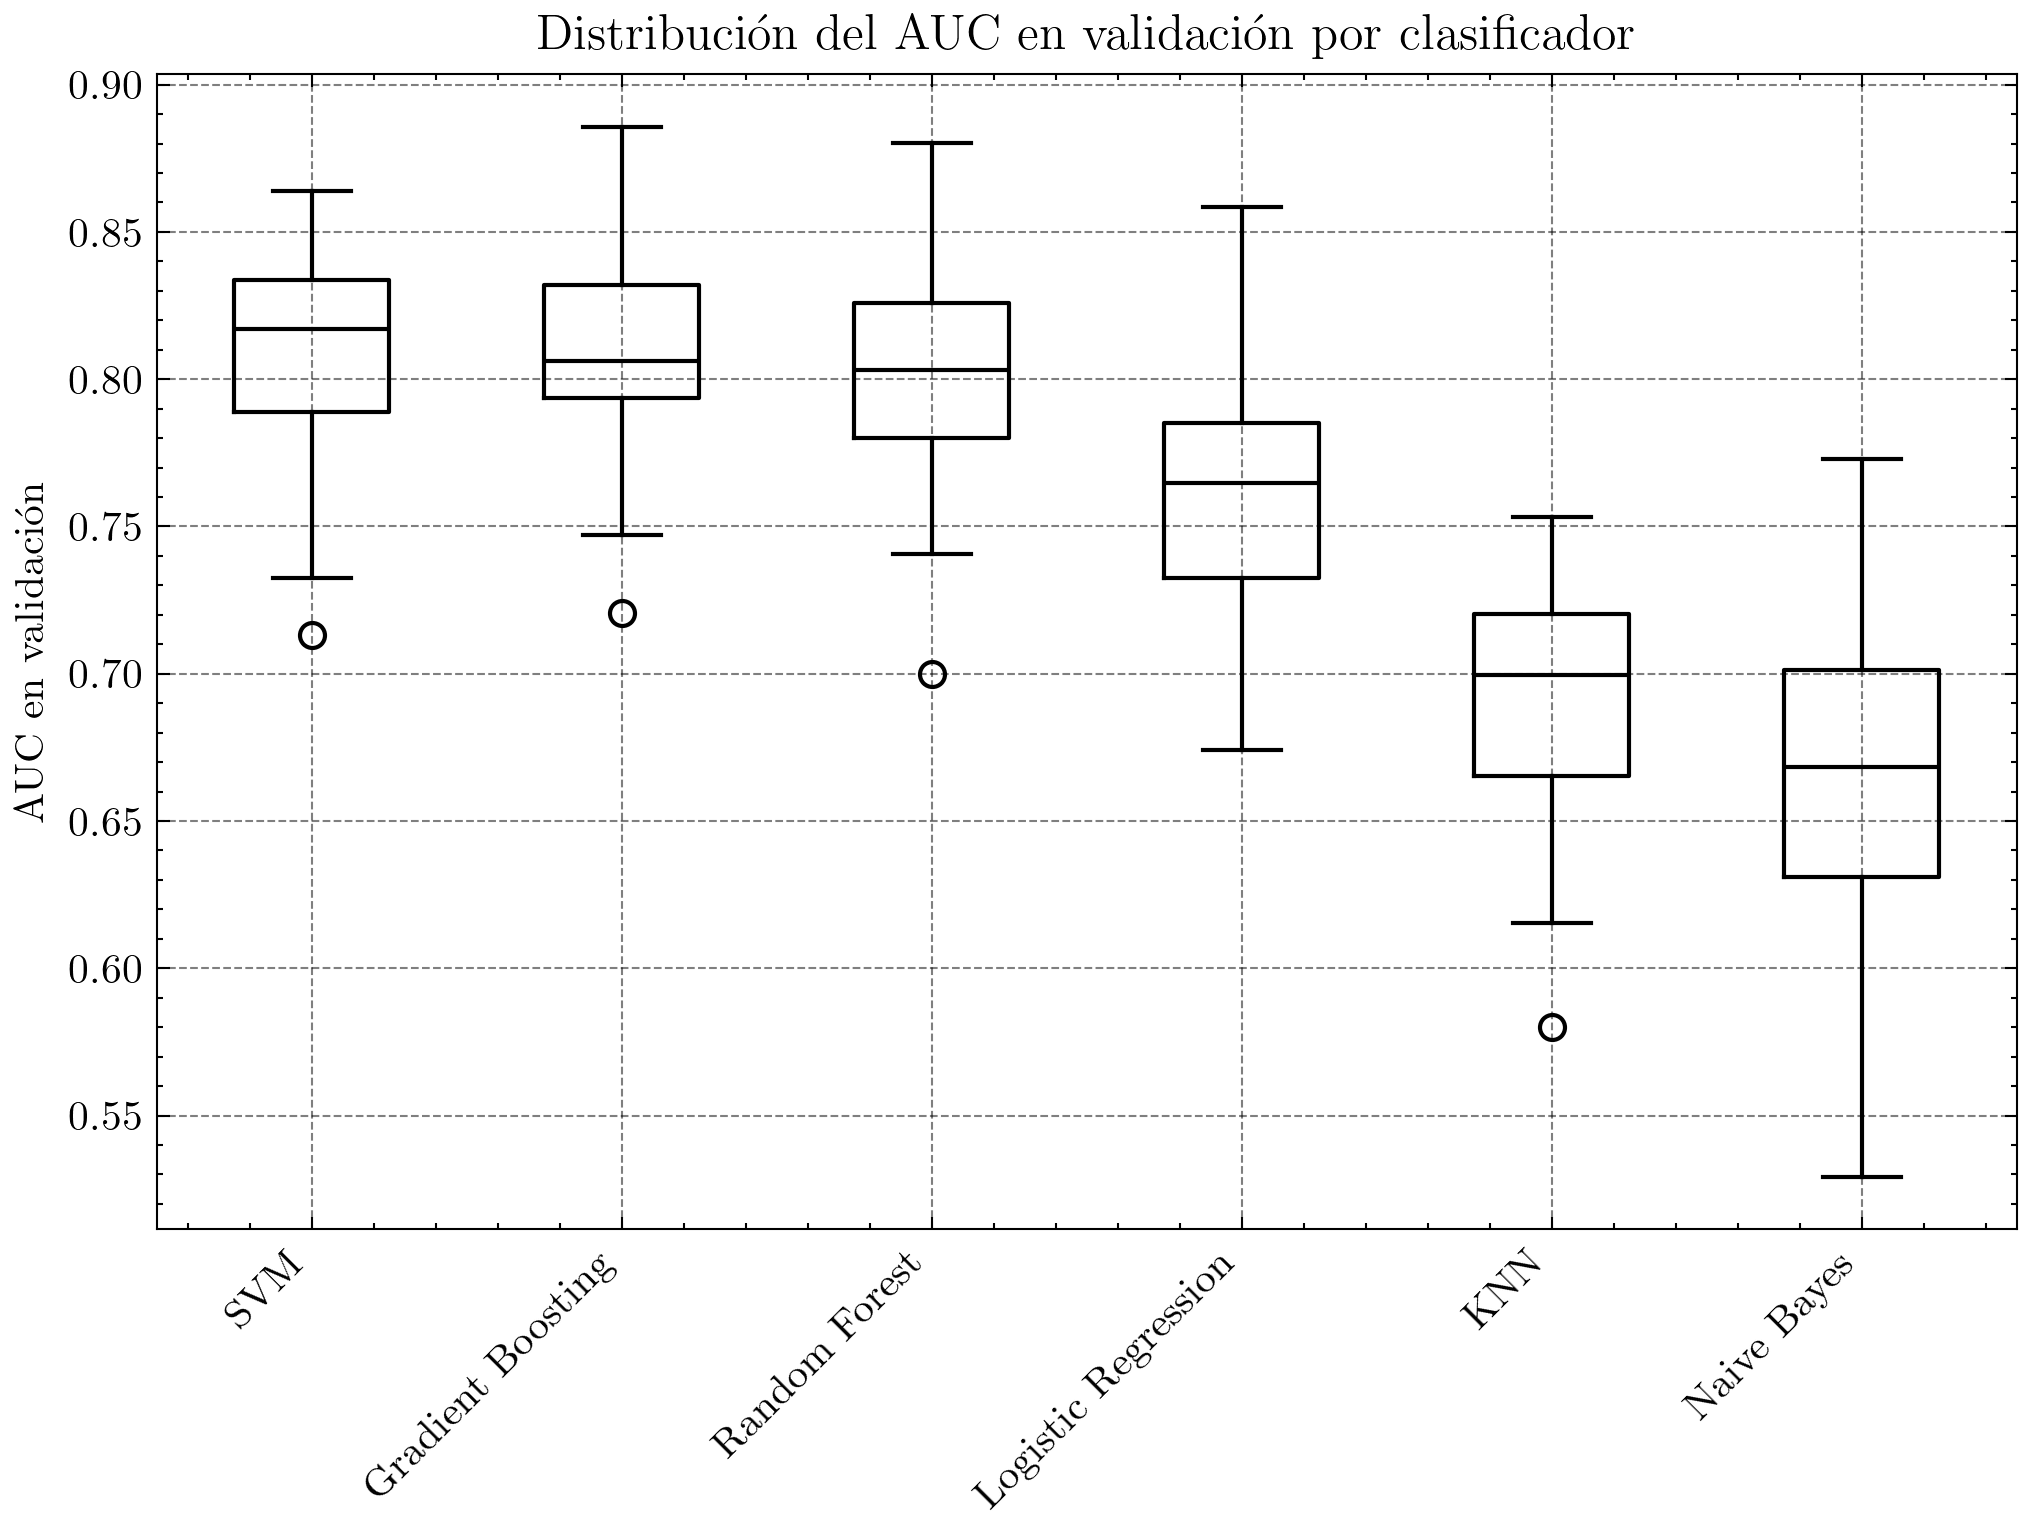 Distribución del AUC en validación por clasificador
AUC en validación
0.90
0.85
0.80
0.75
0.70
0.65
0.60
0.55
SVM
Gradient Boosting
Random Forest
Logistic Regression
KNN
Naive Bayes